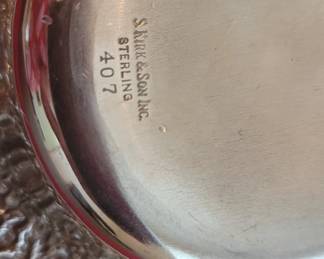 S. KIRK & SON INC.
STERLING
407